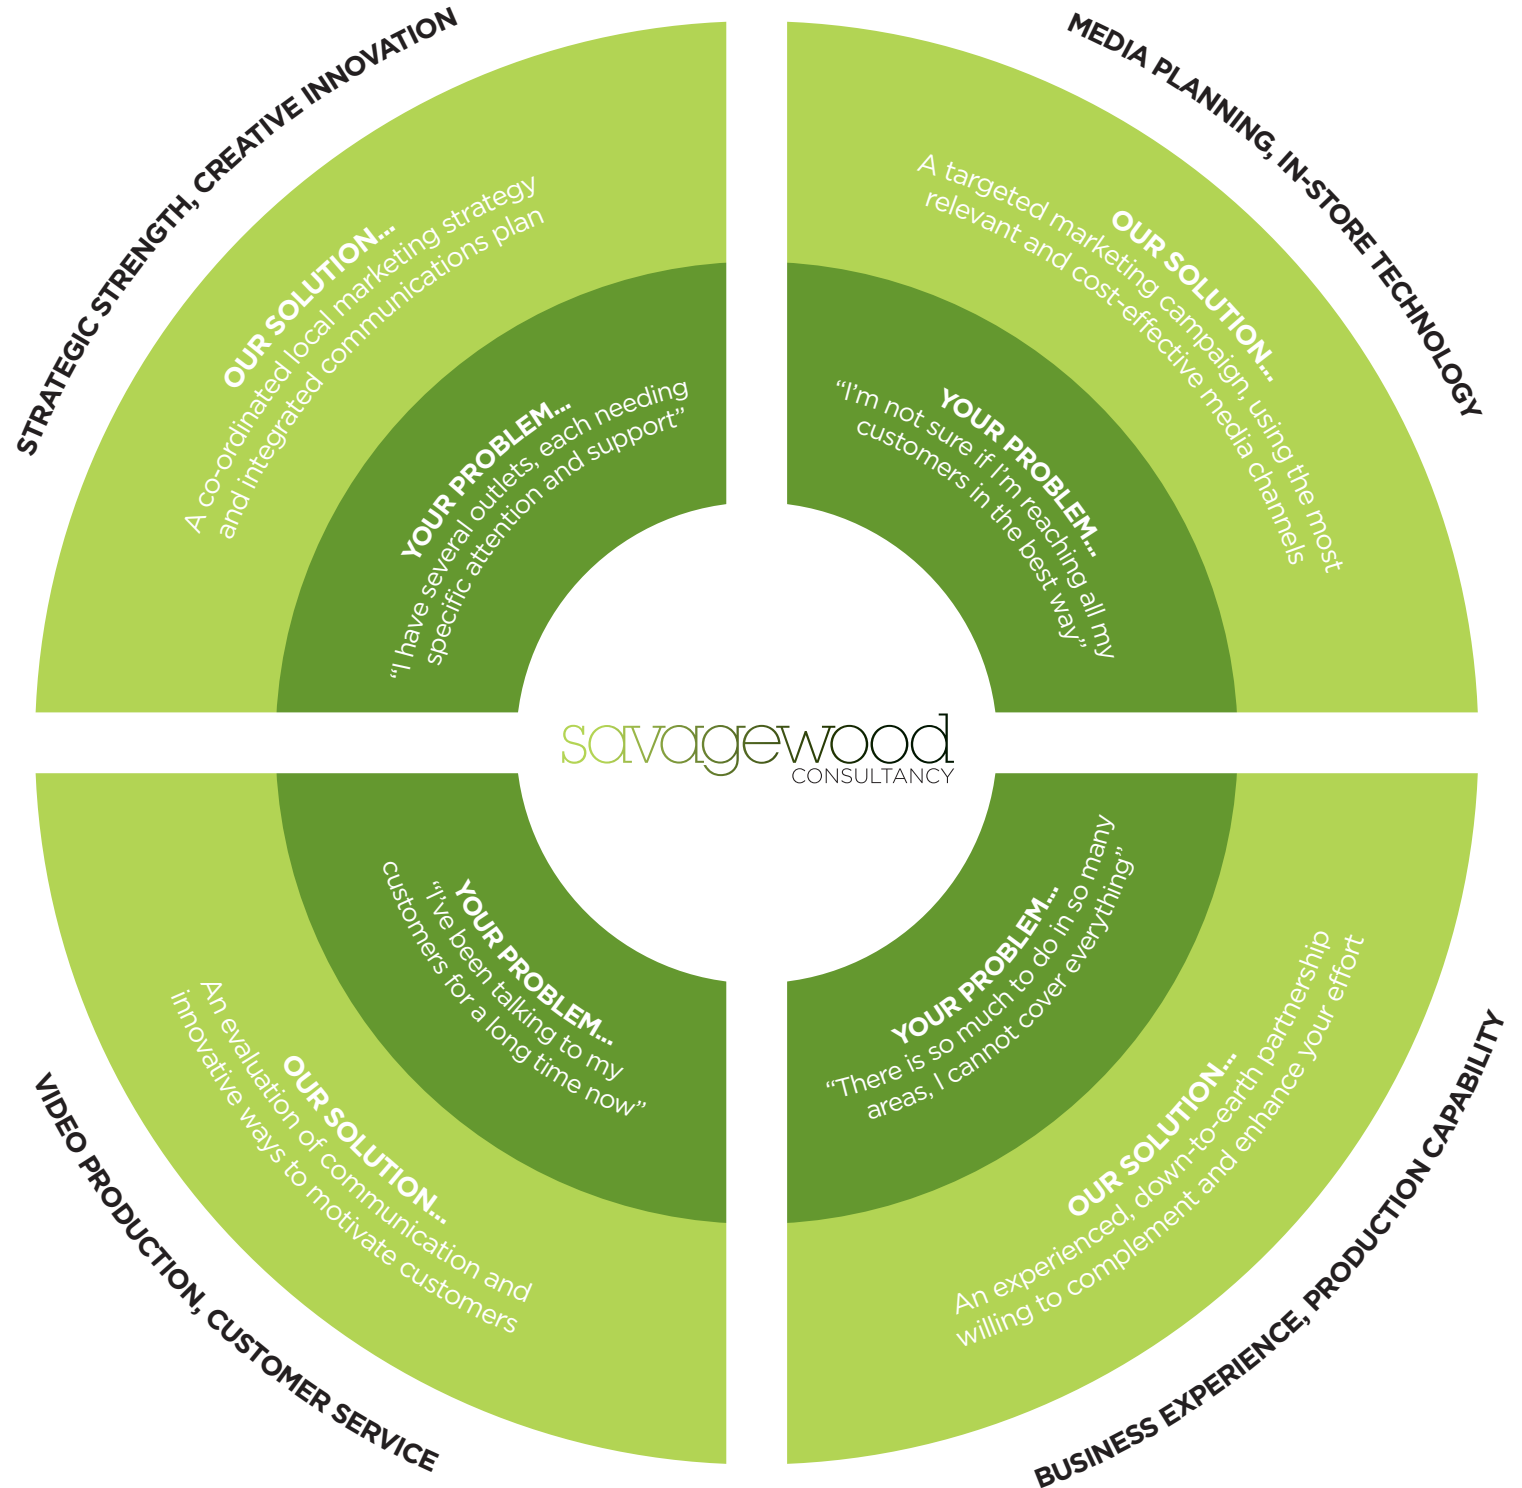 STRATEGIC STRENGTH, CREATIVE INNOVATION
OUR SOLUTION...
A co-ordinated local marketing strategy
and integrated communications plan
YOUR PROBLEM...
“I have several outlets, each needing
specific attention and support”
MEDIA PLANNING, IN-STORE TECHNOLOGY
OUR SOLUTION...
A targeted marketing campaign, using the most
relevant and cost-effective media channels
YOUR PROBLEM...
“I’m not sure if I’m reaching all my
customers in the best way”
savagewood
CONSULTANCY
YOUR PROBLEM...
“I’ve been talking to my
customers for a long time now”
OUR SOLUTION...
An evaluation of communication and
innovative ways to motivate customers
VIDEO PRODUCTION, CUSTOMER SERVICE
YOUR PROBLEM...
“There is so much to do in so many
areas, I cannot cover everything”
OUR SOLUTION...
An experienced, down-to-earth partnership
willing to complement and enhance your effort
BUSINESS EXPERIENCE, PRODUCTION CAPABILITY